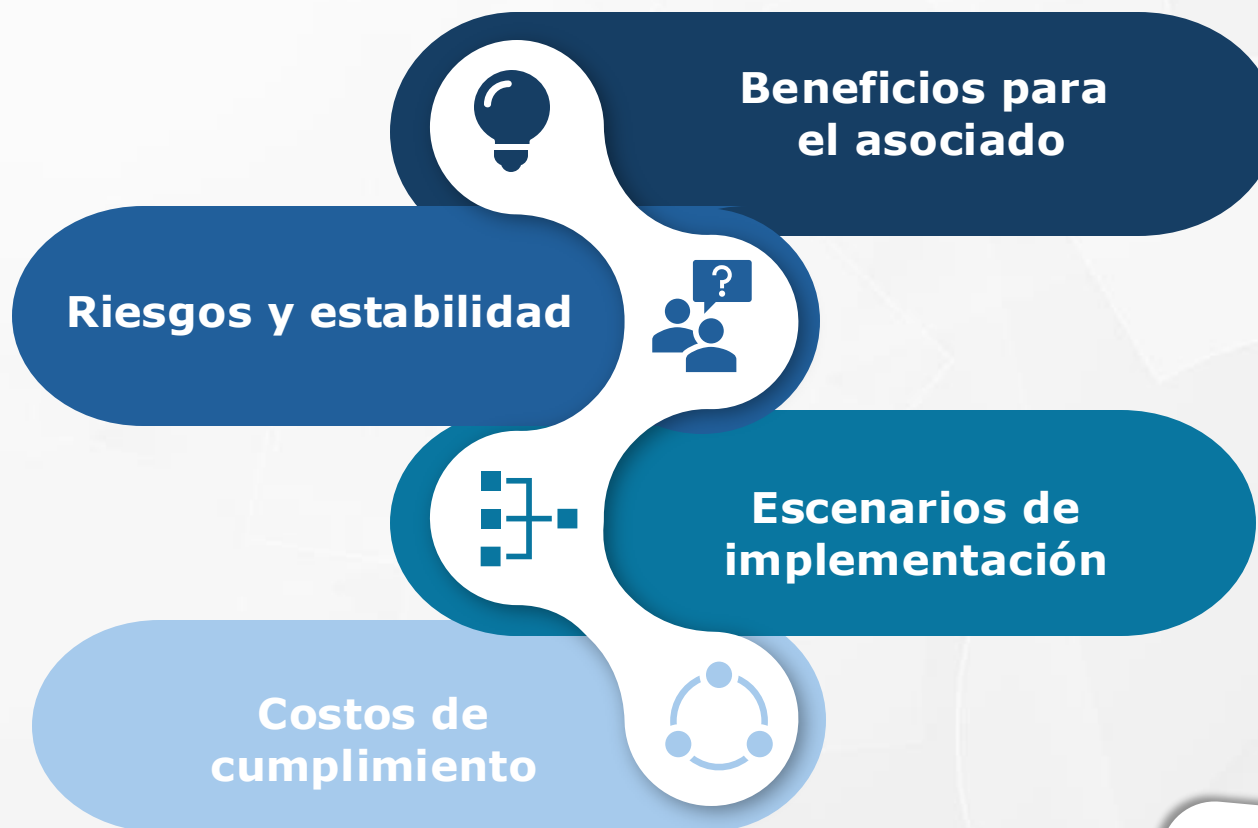 Beneficios para
el asociado
?
Riesgos y estabilidad
Escenarios de
implementación
Costos de
cumplimiento